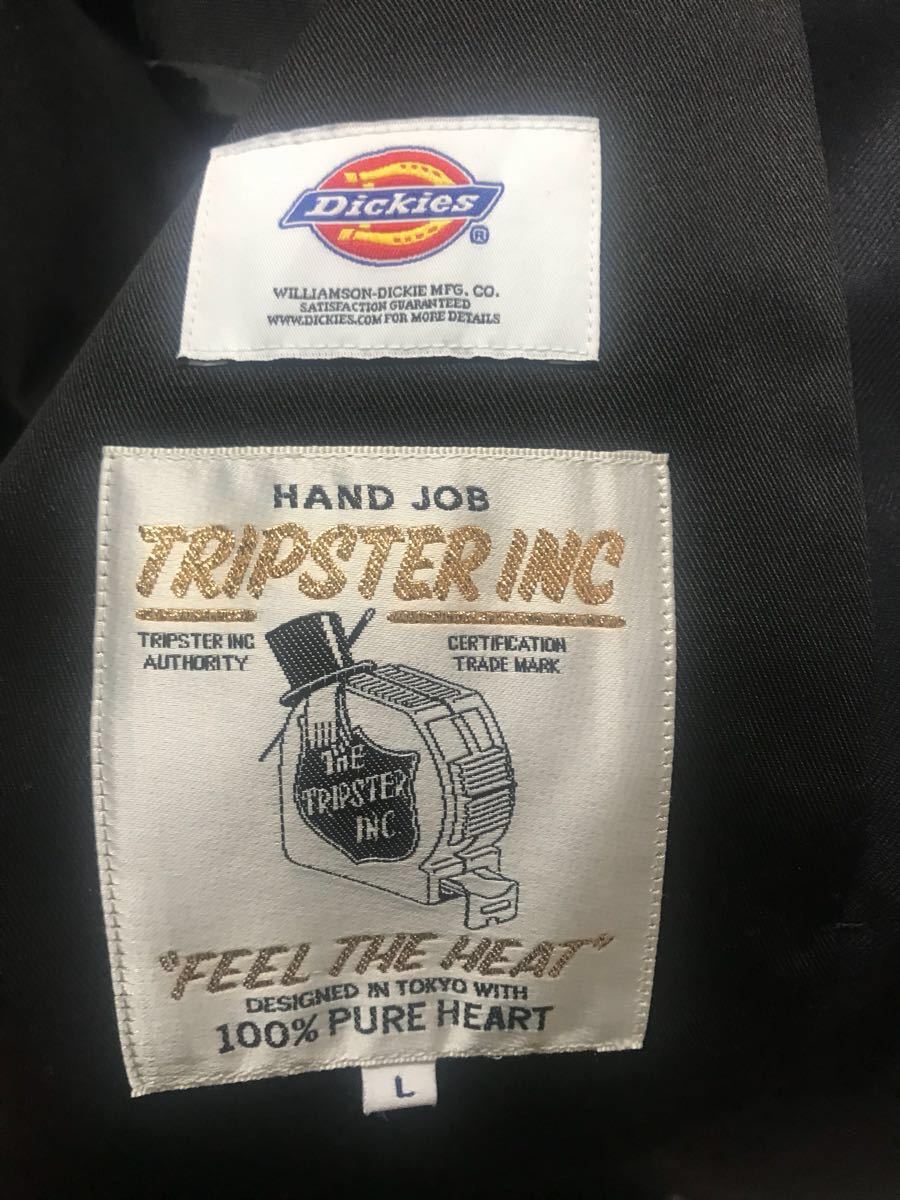 Dickies
®
WILLIAMSON-DICKIE MFG. CO.
SATISFACTION GUARANTEED
WWW.DICKIES.COM FOR MORE DETAILS
HAND JOB
TRIPSTER INC
TRIPSTER INC
AUTHORITY
CERTIFICATION
TRADE MARK
THE
TRIPSTER
INC
"FEEL THE HEAT"
DESIGNED IN TOKYO WITH
100% PURE HEART
L